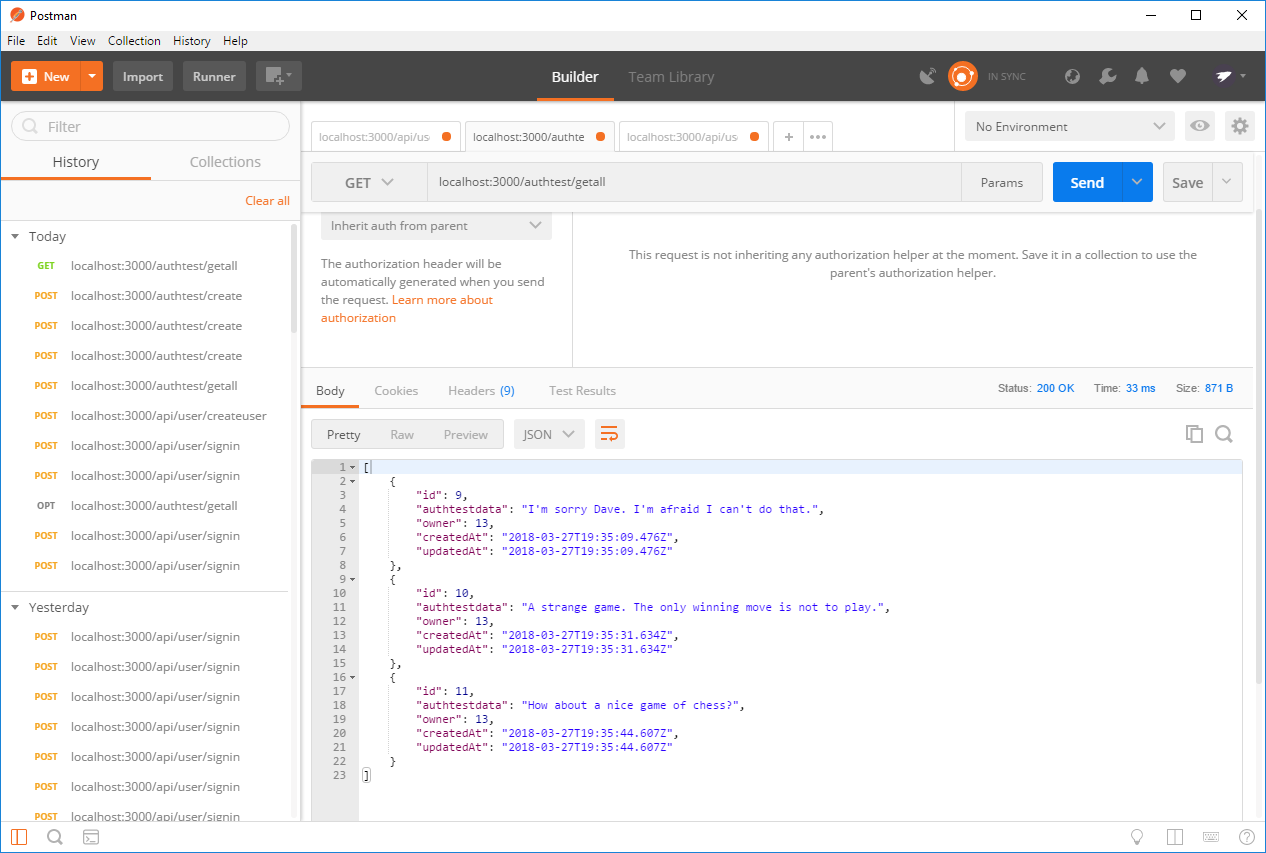 Postman
File Edit View Collection History Help
New Import Runner Builder Team Library IN SYNC
Filter
History Collections
Clear all
Today
GET localhost:3000/authtest/getall
POST localhost:3000/authtest/create
POST localhost:3000/authtest/create
POST localhost:3000/authtest/create
POST localhost:3000/authtest/getall
POST localhost:3000/api/user/createuser
POST localhost:3000/api/user/signin
POST localhost:3000/api/user/signin
OPT localhost:3000/authtest/getall
POST localhost:3000/api/user/signin
POST localhost:3000/api/user/signin
Yesterday
POST localhost:3000/api/user/signin
POST localhost:3000/api/user/signin
POST localhost:3000/api/user/signin
POST localhost:3000/api/user/signin
POST localhost:3000/api/user/signin
POST localhost:3000/api/user/signin
POST localhost:3000/api/user/signin
localhost:3000/api/us localhost:3000/authte localhost:3000/api/us + •••
No Environment
GET localhost:3000/authtest/getall Params Send Save
Inherit auth from parent
The authorization header will be
automatically generated when you send
the request. Learn more about
authorization
This request is not inheriting any authorization helper at the moment. Save it in a collection to use the
parent's authorization helper.
Body Cookies Headers (9) Test Results Status: 200 OK Time: 33 ms Size: 871 B
Pretty Raw Preview JSON
1 [
2 {
3 "id": 9,
4 "authtestdata": "I'm sorry Dave. I'm afraid I can't do that.",
5 "owner": 13,
6 "createdAt": "2018-03-27T19:35:09.476Z",
7 "updatedAt": "2018-03-27T19:35:09.476Z"
8 },
9 {
10 "id": 10,
11 "authtestdata": "A strange game. The only winning move is not to play.",
12 "owner": 13,
13 "createdAt": "2018-03-27T19:35:31.634Z",
14 "updatedAt": "2018-03-27T19:35:31.634Z"
15 },
16 {
17 "id": 11,
18 "authtestdata": "How about a nice game of chess?",
19 "owner": 13,
20 "createdAt": "2018-03-27T19:35:44.607Z",
21 "updatedAt": "2018-03-27T19:35:44.607Z"
22 }
23 ]